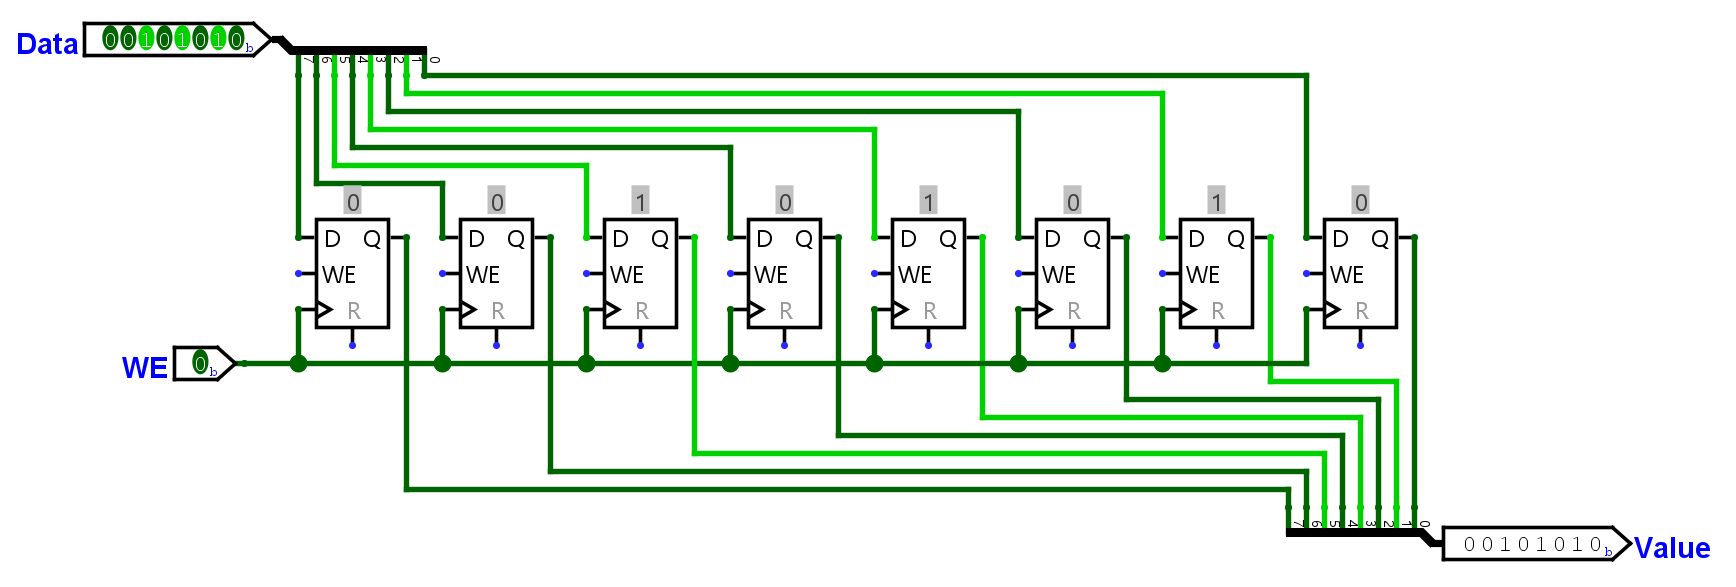 Data 00101010b
7 6 5 4 3 2 1 0
0 0 1 0 1 0 1 0
D Q D Q D Q D Q D Q D Q D Q D Q
WE WE WE WE WE WE WE WE
R R R R R R R R
WE 0b
7 6 5 4 3 2 1 0
00101010b Value